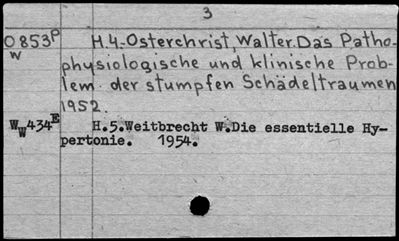 3
O 853P H.4.-Osterchrist, Walter. Das Patho-
W physiologische und klinische Prob-
lem der stumpfen Schädeltraumen
1952.
WW434E H.5.Weitbrecht W.Die essentielle Hy-
pertonie. 1954.